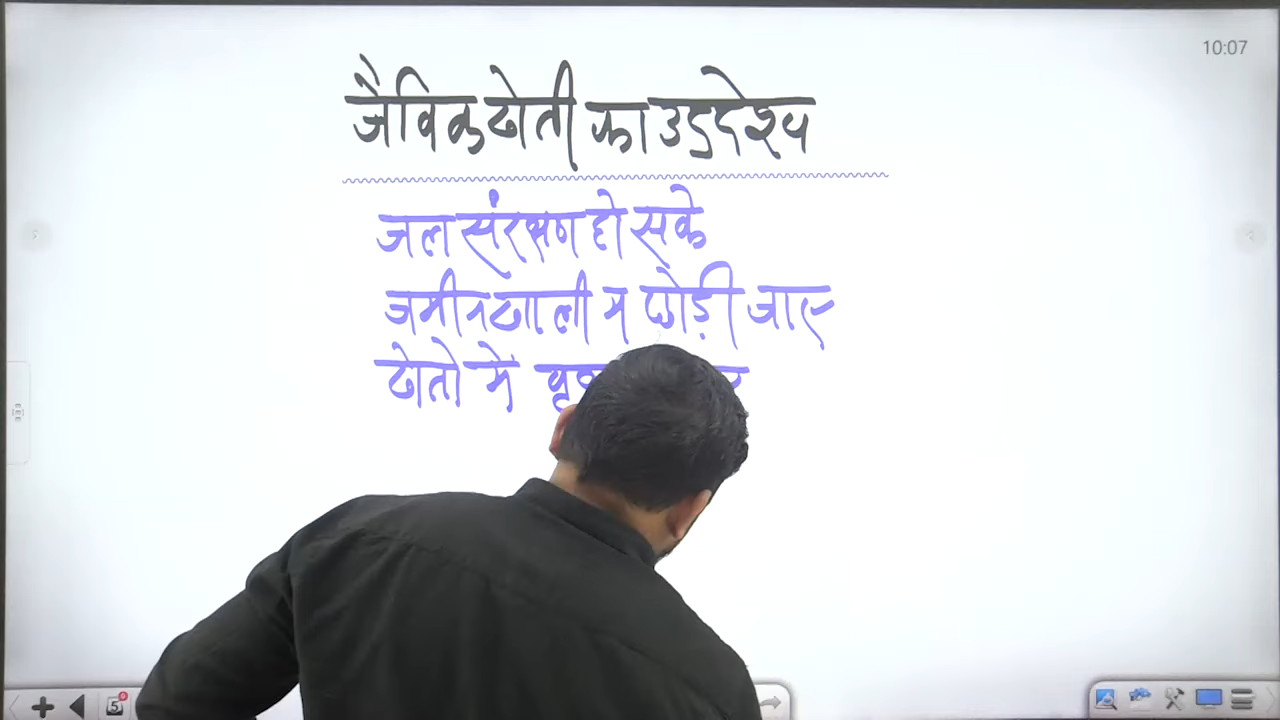 10:07
जैविक खेती का उद्देश्य
जल संरक्षण हो सके
जमीन खाली न छोड़ी जाए
खेतो में